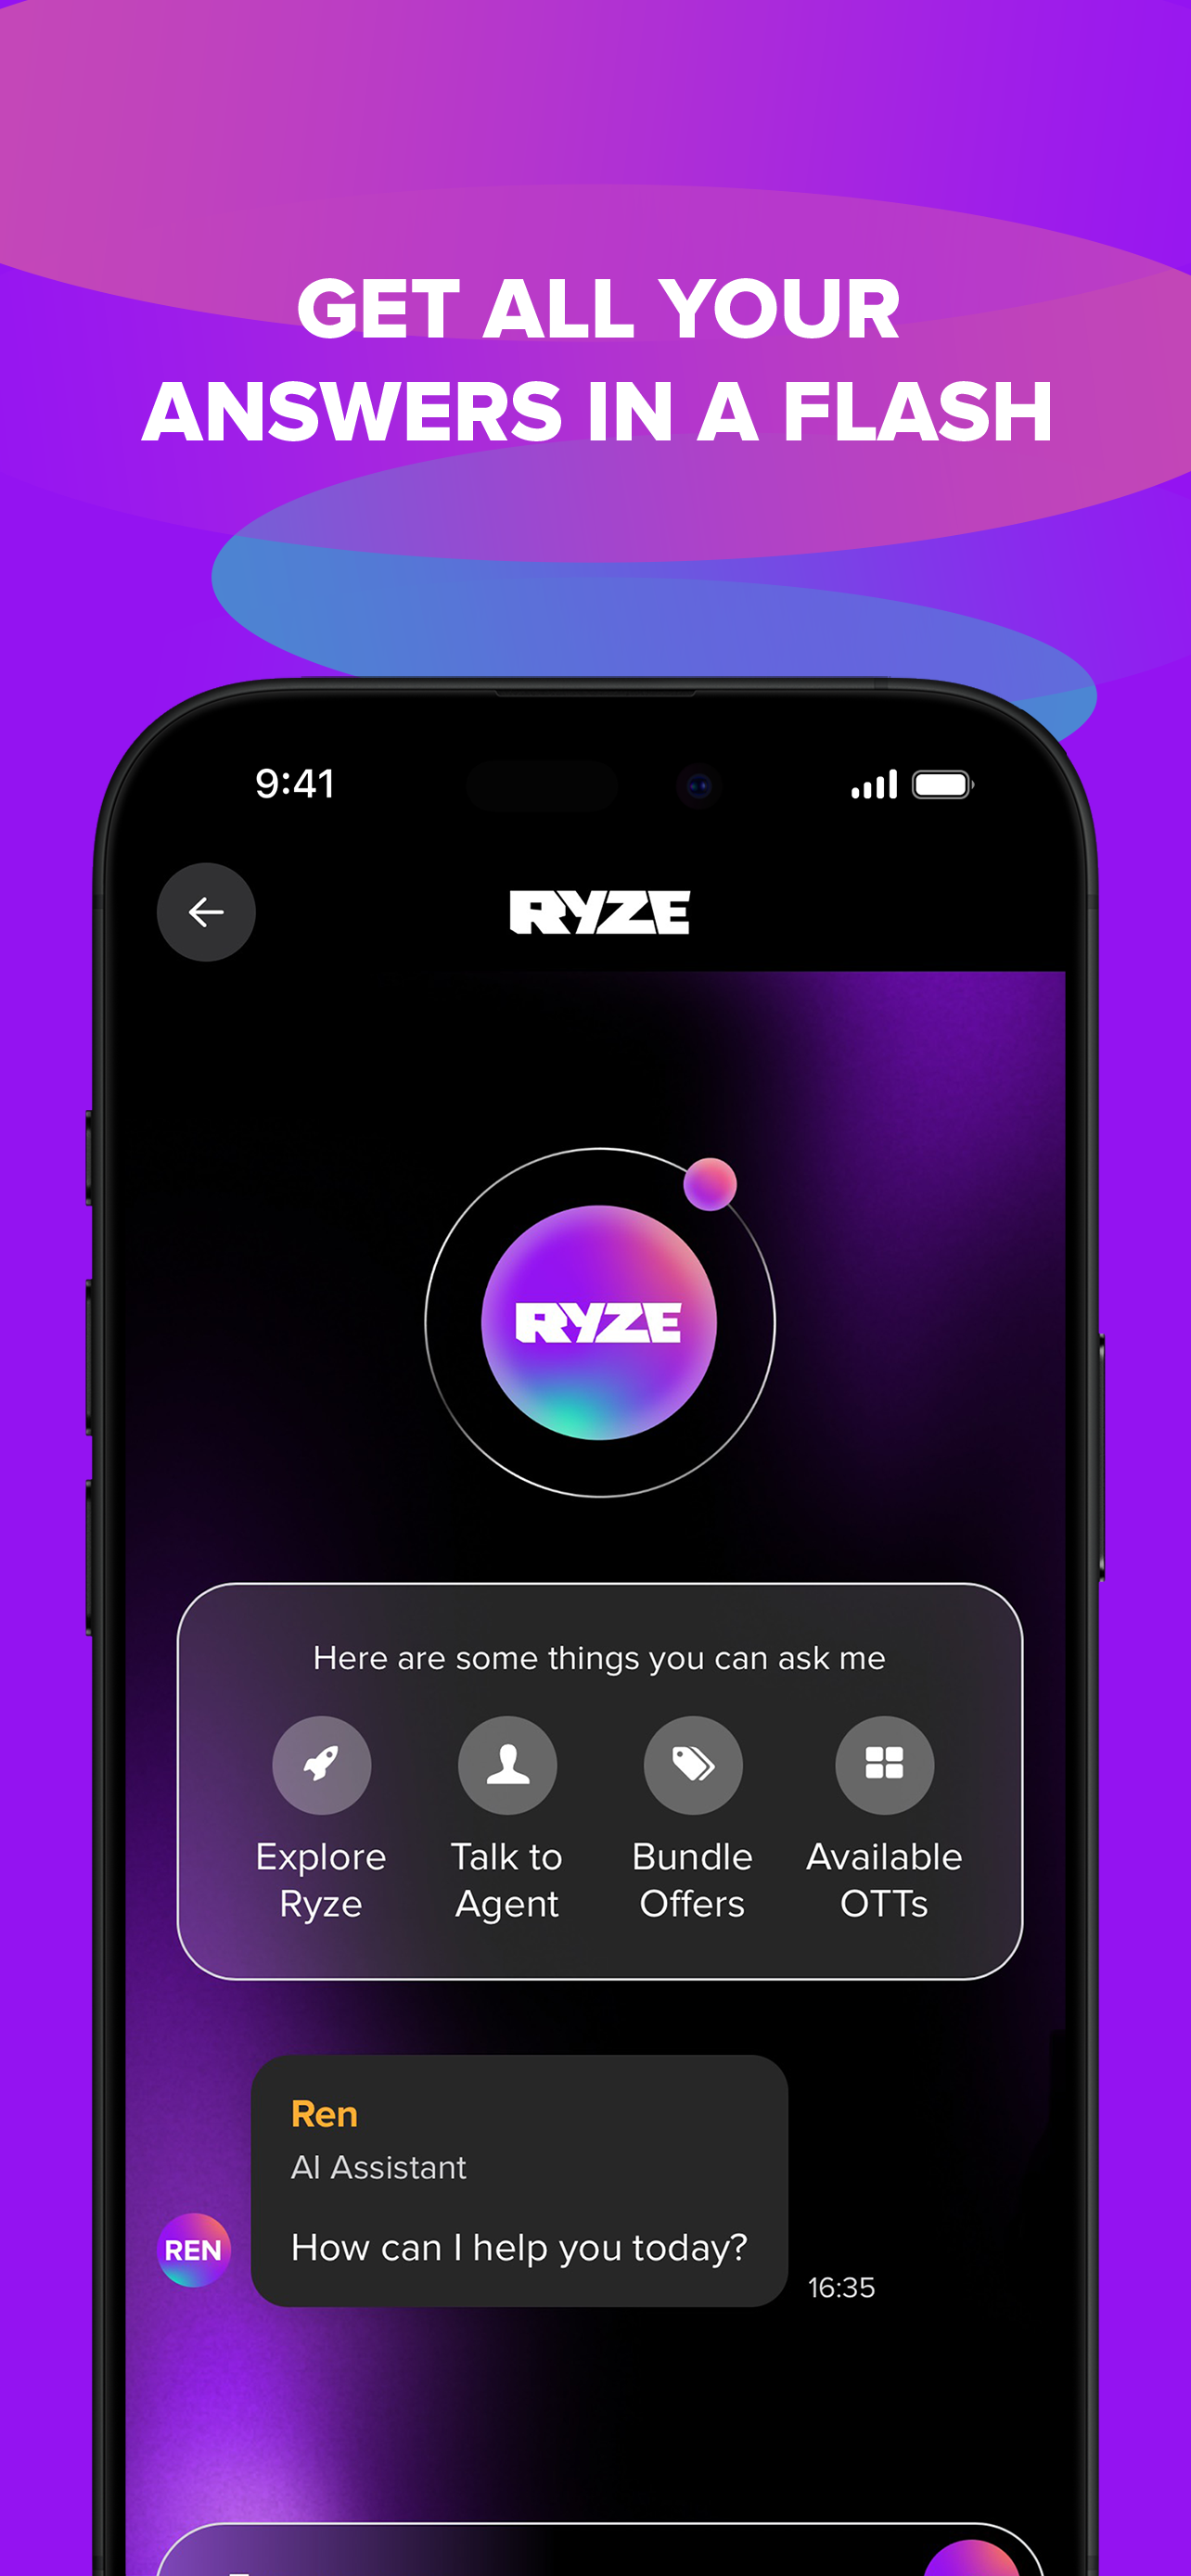 GET ALL YOUR
ANSWERS IN A FLASH
9:41
RYZE
RYZE
Here are some things you can ask me
Explore
Ryze
Talk to
Agent
Bundle
Offers
Available
OTTs
Ren
AI Assistant
REN
How can I help you today?
16:35